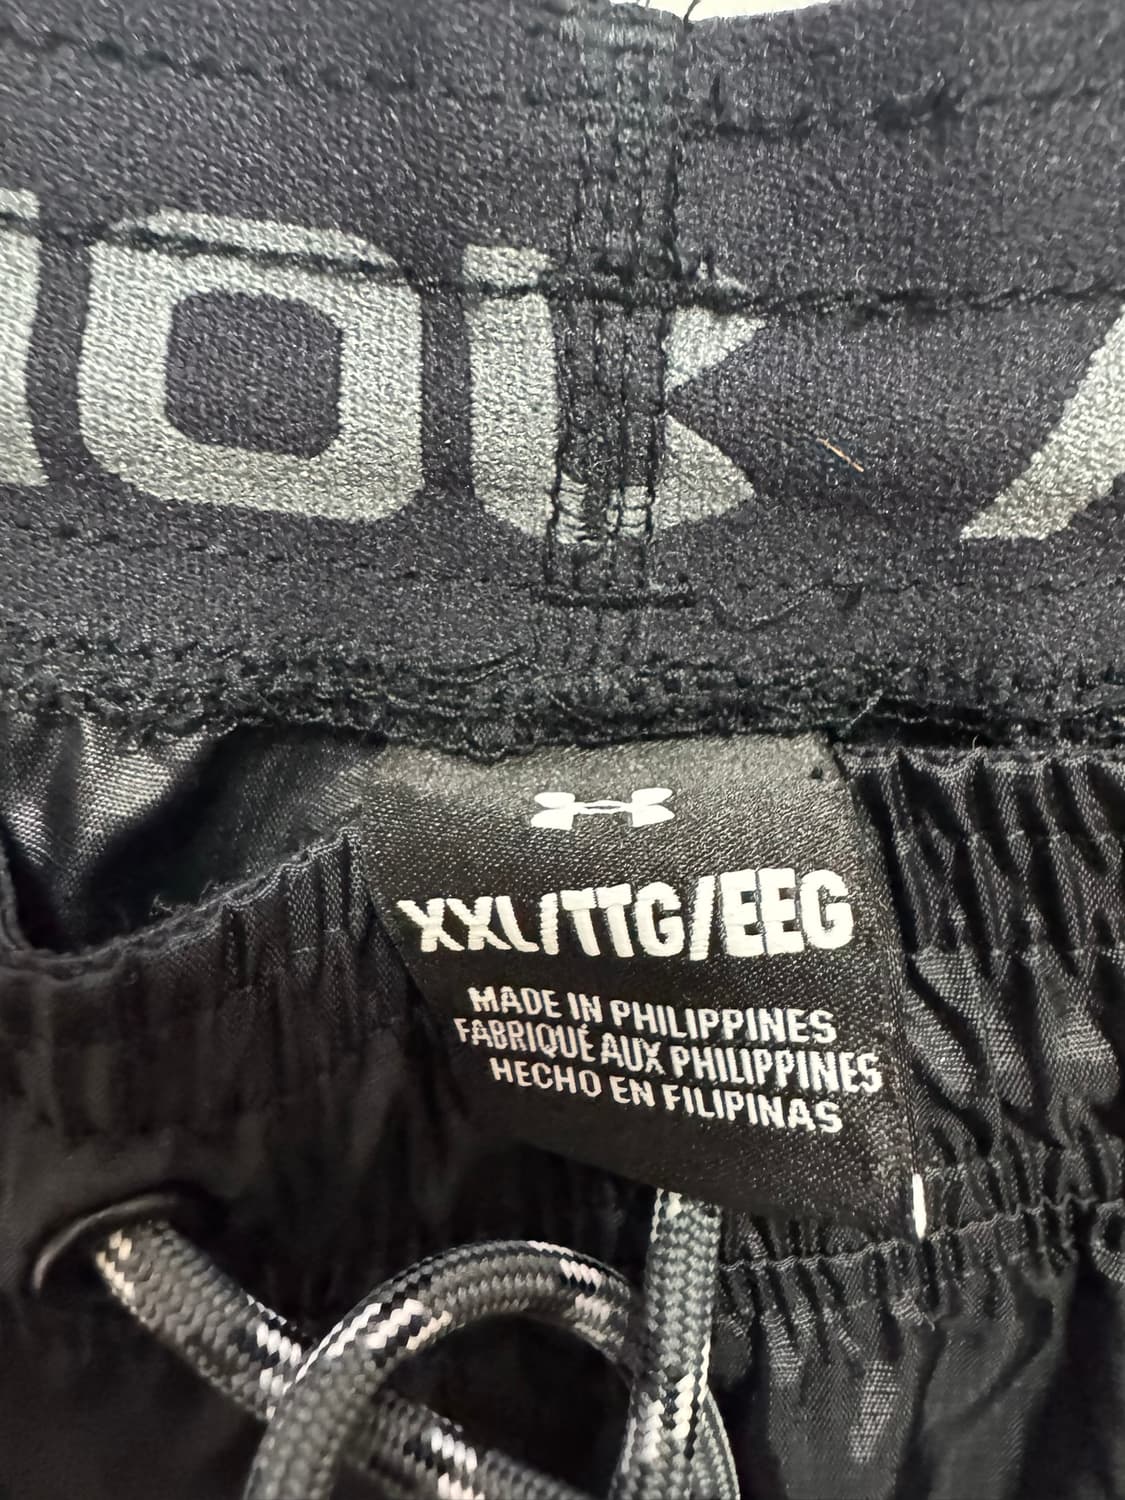 XXL/TTG/EEG
MADE IN PHILIPPINES
FABRIQUÉ AUX PHILIPPINES
HECHO EN FILIPINAS